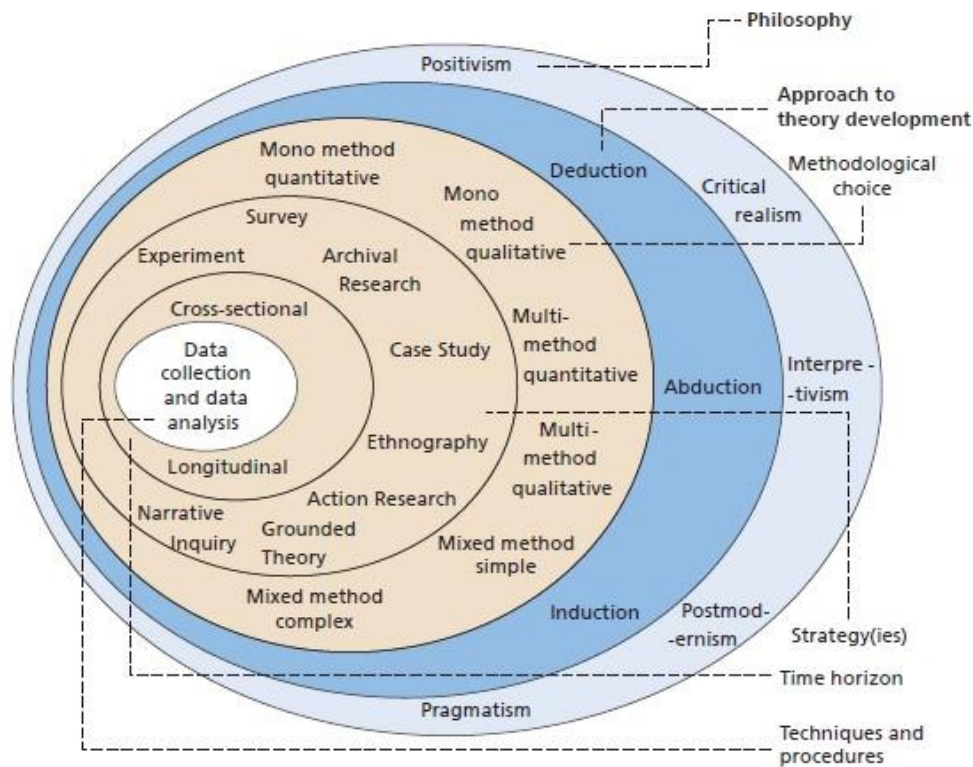 Philosophy
Positivism
Approach to
theory development
Mono method
quantitative
Deduction
Methodological
choice
Critical
realism
Mono
method
qualitative
Survey
Experiment
Archival
Research
Cross-sectional
Multi-
method
quantitative
Data
collection
and data
analysis
Case Study
Interpre -
-tivism
Abduction
Ethnography
Multi-
method
qualitative
Longitudinal
Action Research
Narrative
Inquiry
Grounded
Theory
Mixed method
simple
Mixed method
complex
Induction
Postmod-
-ernism
Strategy(ies)
Time horizon
Pragmatism
Techniques and
procedures